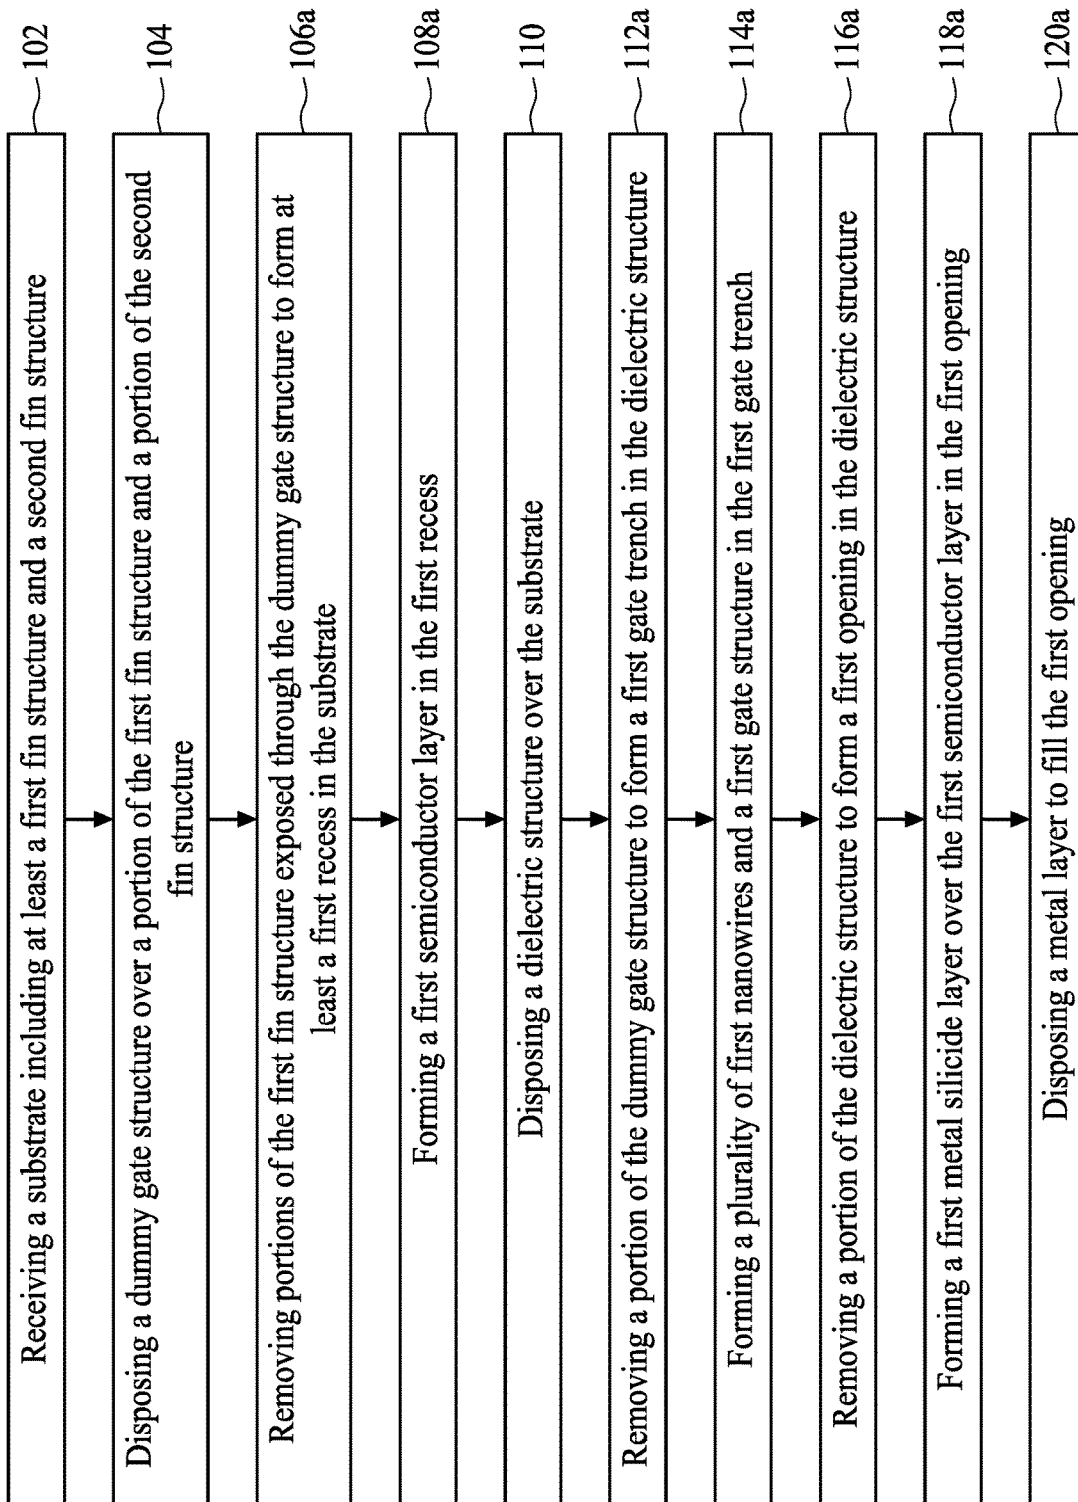 Receiving a substrate including at least a first fin structure and a second fin structure
102
Disposing a dummy gate structure over a portion of the first fin structure and a portion of the second
fin structure
104
Removing portions of the first fin structure exposed through the dummy gate structure to form at
least a first recess in the substrate
106a
Forming a first semiconductor layer in the first recess
108a
Disposing a dielectric structure over the substrate
110
Removing a portion of the dummy gate structure to form a first gate trench in the dielectric structure
112a
Forming a plurality of first nanowires and a first gate structure in the first gate trench
114a
Removing a portion of the dielectric structure to form a first opening in the dielectric structure
116a
Forming a first metal silicide layer over the first semiconductor layer in the first opening
118a
Disposing a metal layer to fill the first opening
120a